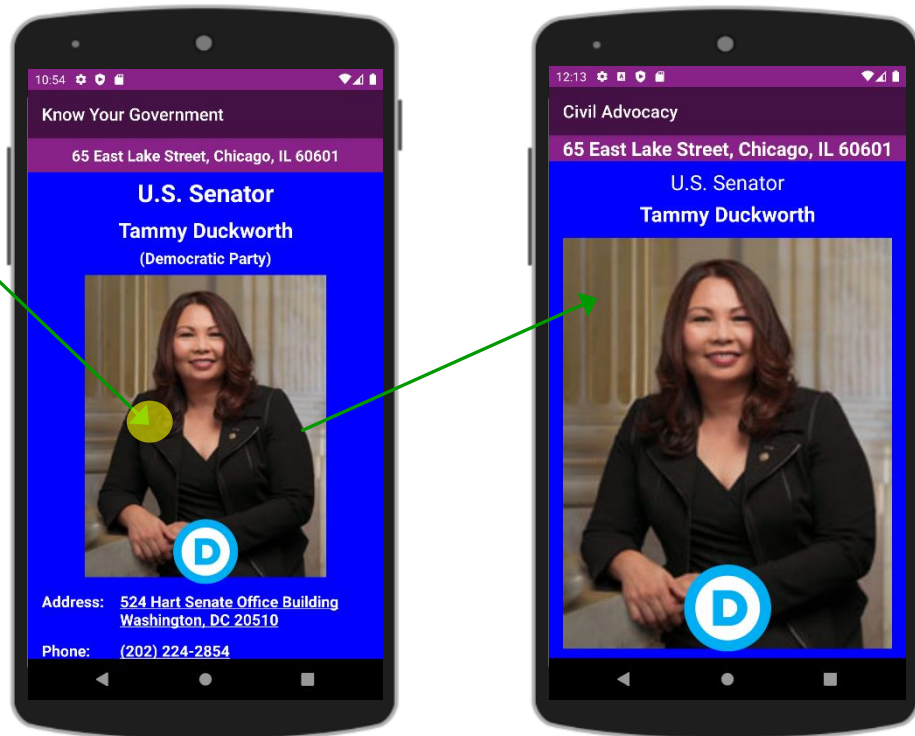 10:54
Know Your Government
65 East Lake Street, Chicago, IL 60601
U.S. Senator
Tammy Duckworth
(Democratic Party)
D
Address: 524 Hart Senate Office Building
Washington, DC 20510
Phone: (202) 224-2854
12:13
Civil Advocacy
65 East Lake Street, Chicago, IL 60601
U.S. Senator
Tammy Duckworth
D